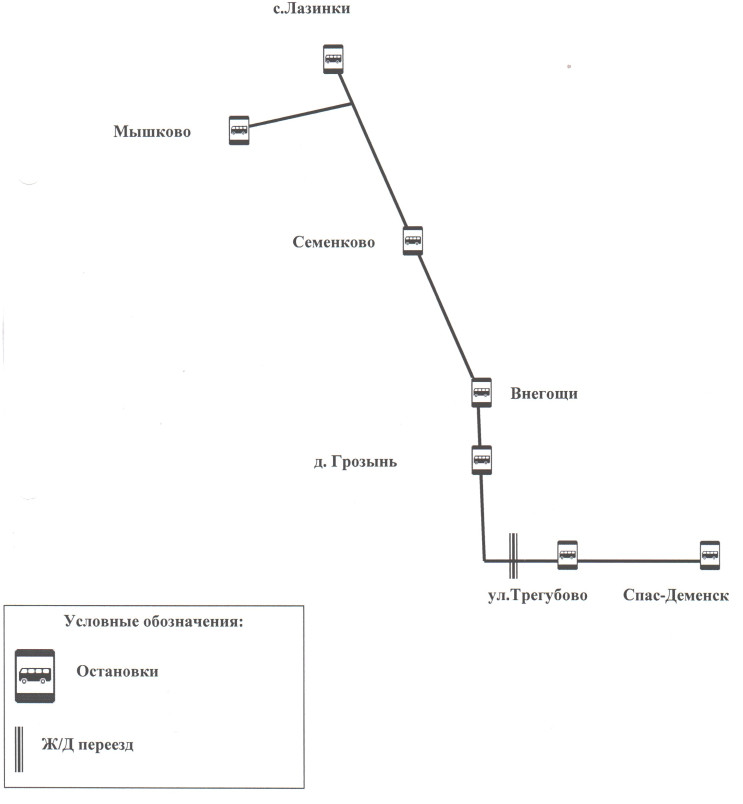 с.Лазинки
Мышково
Семенково
Внегощи
д. Грозынь
ул.Трегубово
Спас-Деменск
Условные обозначения:
Остановки
Ж/Д переезд